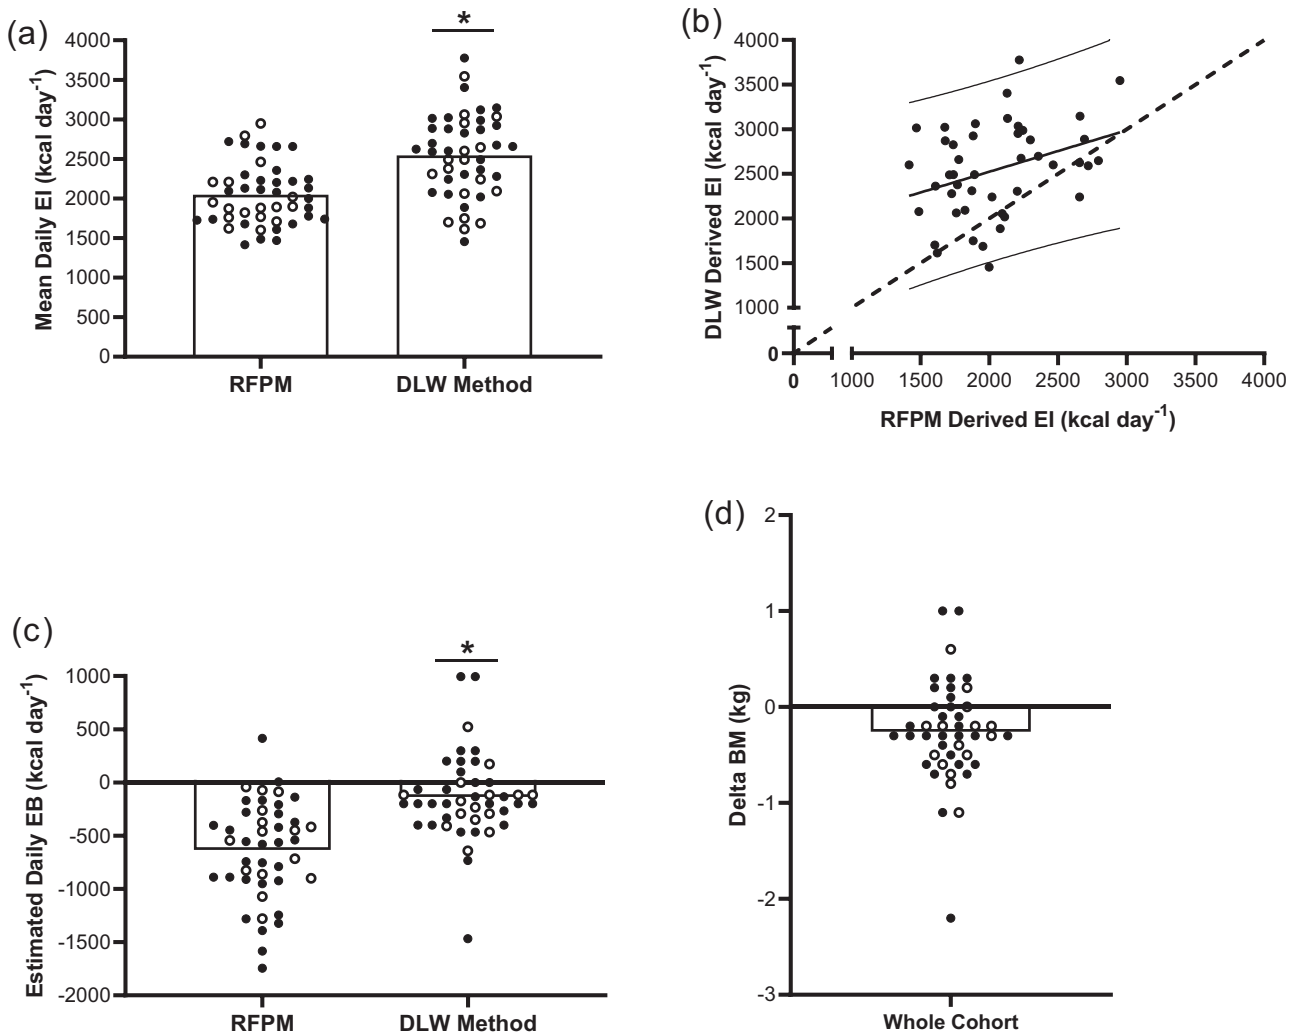 (a)
*
4000
3500
3000
2500
2000
1500
1000
500
0
Mean Daily EI (kcal day-1)
RFPM DLW Method
(b)
4000
3500
3000
2500
2000
1500
1000
0
DLW Derived EI (kcal day-1)
0 1000 1500 2000 2500 3000 3500 4000
RFPM Derived EI (kcal day-1)
(c)
*
1000
500
0
-500
-1000
-1500
-2000
Estimated Daily EB (kcal day-1)
RFPM DLW Method
(d)
2
1
0
-1
-2
-3
Delta BM (kg)
Whole Cohort